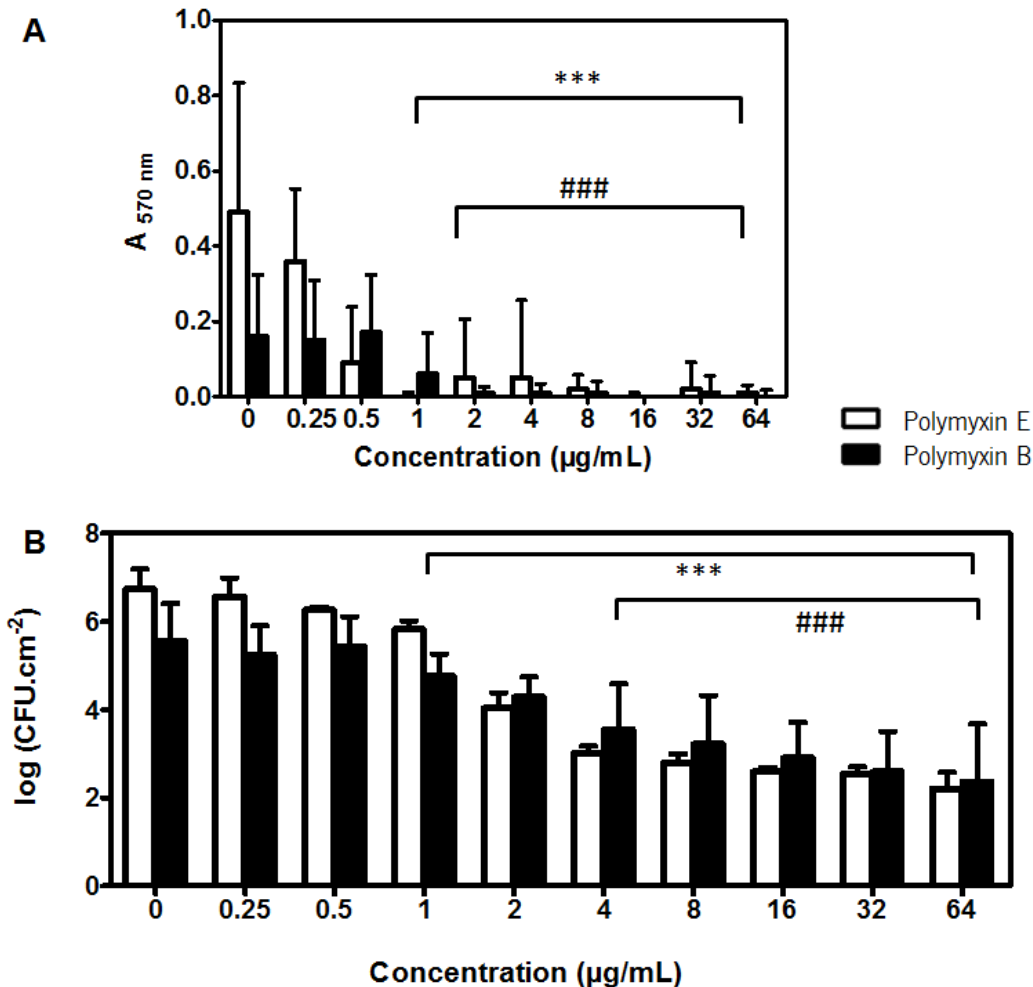 A
1.0
0.8
0.6
0.4
0.2
0.0
A 570 nm
***
###
0 0.25 0.5 1 2 4 8 16 32 64
Concentration (µg/mL)
Polymyxin E
Polymyxin B
B
8
6
4
2
0
log (CFU.cm-2)
***
###
0 0.25 0.5 1 2 4 8 16 32 64
Concentration (µg/mL)